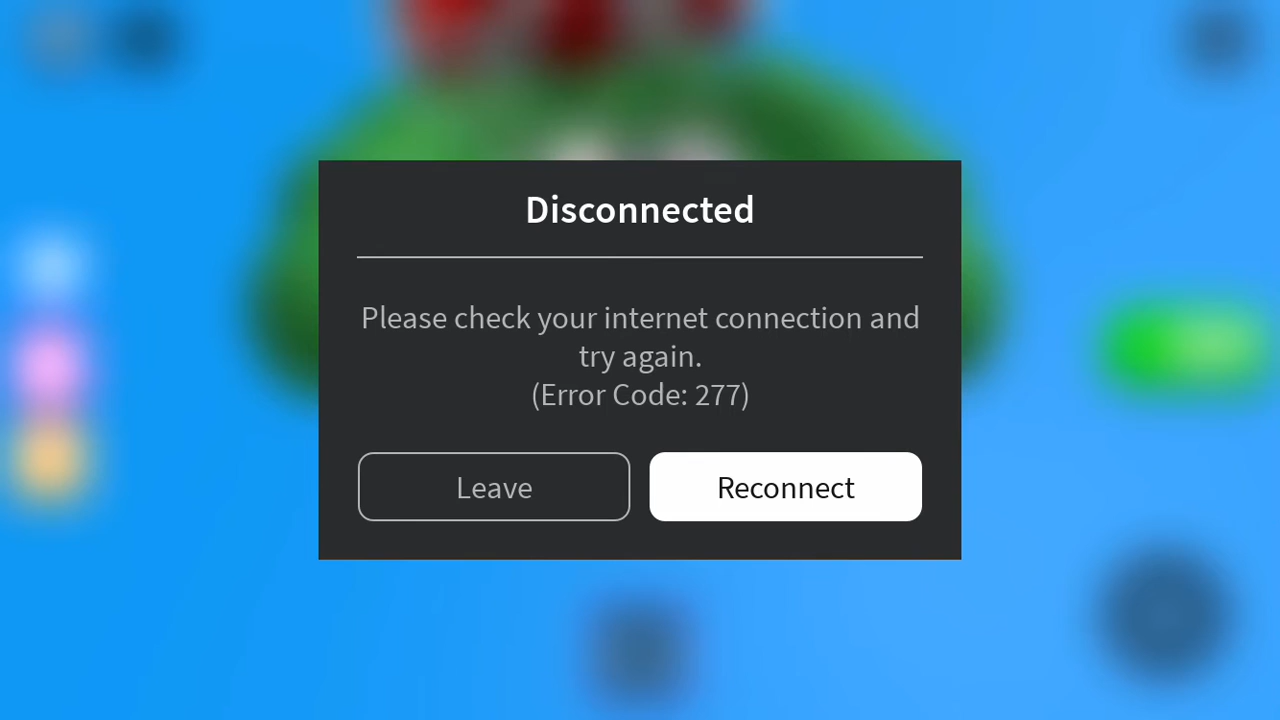 Disconnected
Please check your internet connection and
try again.
(Error Code: 277)
Leave
Reconnect